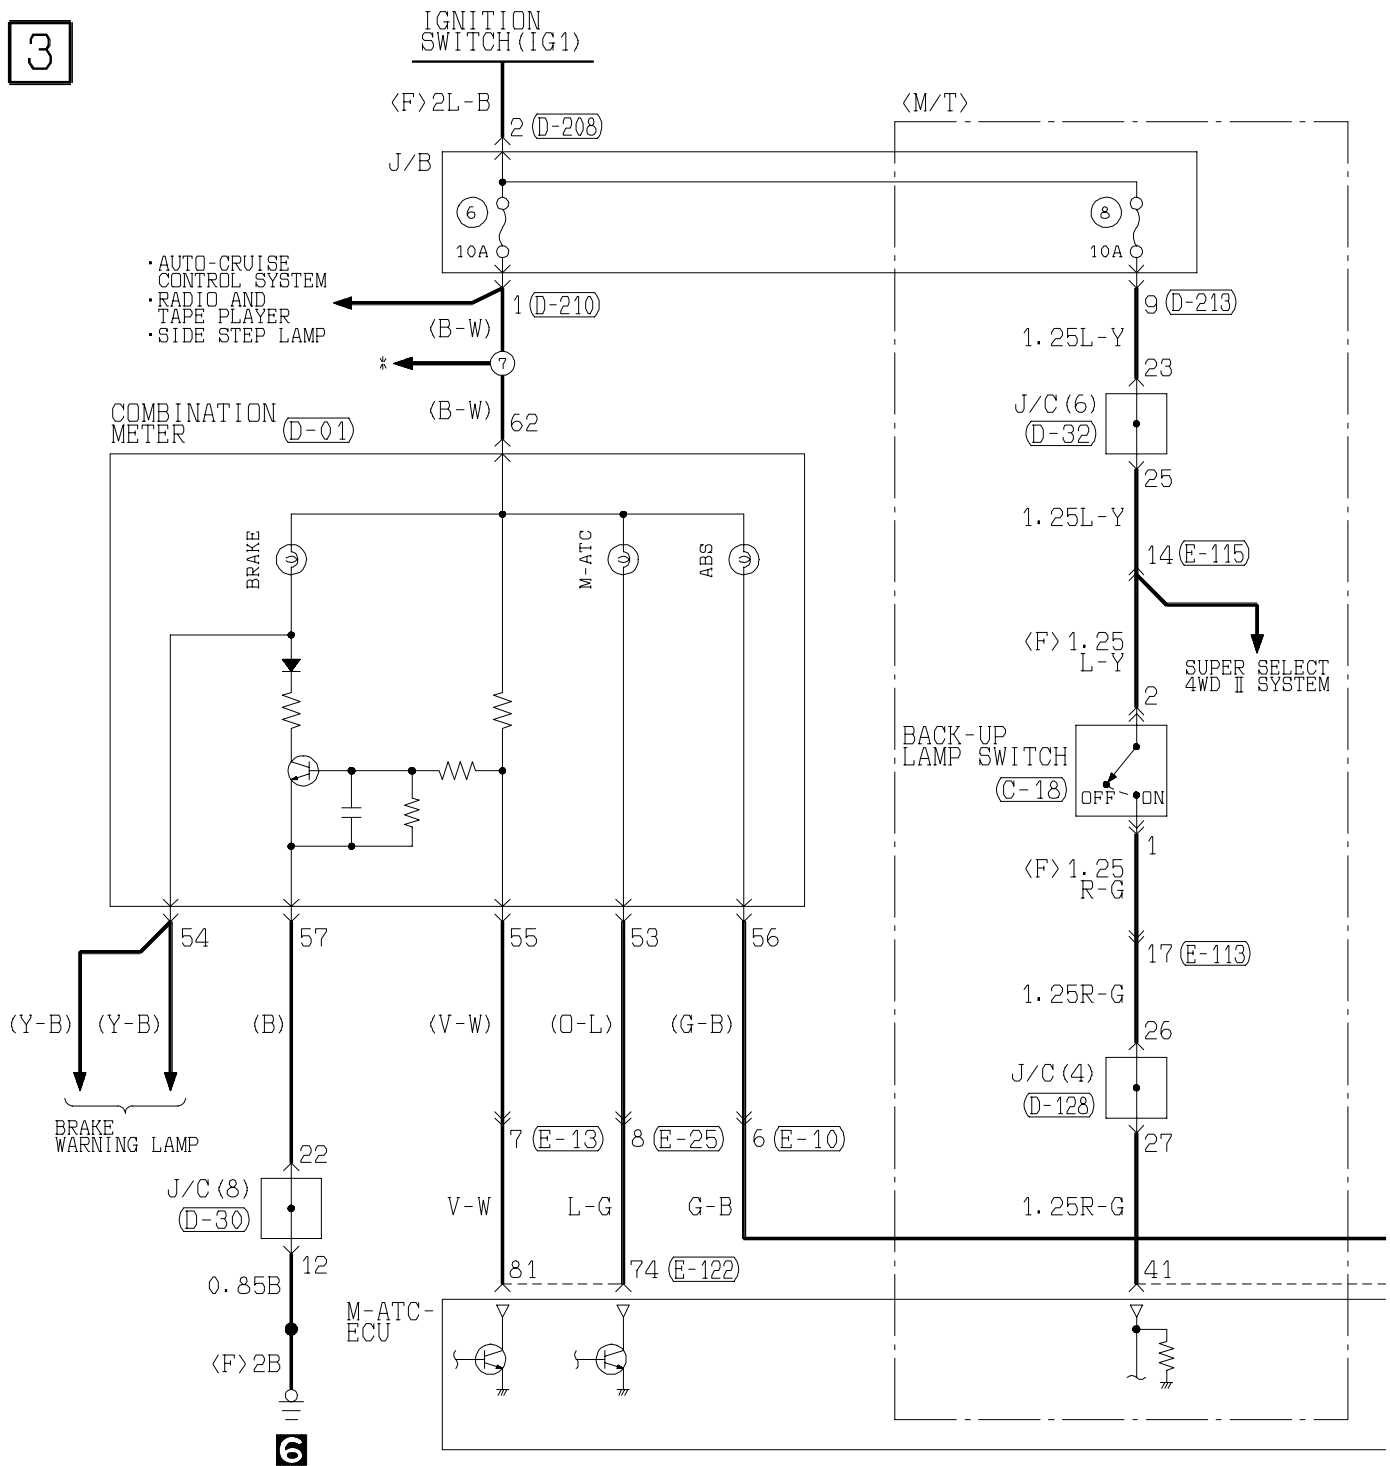 3
IGNITION
SWITCH(IG1)
〈F〉2L-B
2 (D-208)
〈M/T〉
J/B
6
10A
8
10A
・AUTO-CRUISE
CONTROL SYSTEM
・RADIO AND
TAPE PLAYER
・SIDE STEP LAMP
1 (D-210)
(B-W)
9 (D-213)
1.25L-Y
*
7
23
(B-W)
62
COMBINATION
METER (D-01)
J/C(6)
(D-32)
25
1.25L-Y
BRAKE
M-ATC
ABS
14 (E-115)
〈F〉1.25
L-Y
SUPER SELECT
4WD Ⅱ SYSTEM
2
BACK-UP
LAMP SWITCH
(C-18)
OFF
ON
1
〈F〉1.25
R-G
54
57
55
53
56
17 (E-113)
1.25R-G
(Y-B)
(Y-B)
(B)
(V-W)
(O-L)
(G-B)
26
J/C(4)
(D-128)
BRAKE
WARNING LAMP
7 (E-13)
8 (E-25)
6 (E-10)
27
22
J/C(8)
(D-30)
V-W
L-G
G-B
1.25R-G
12
81
74 (E-122)
41
0.85B
M-ATC-
ECU
〈F〉2B
6